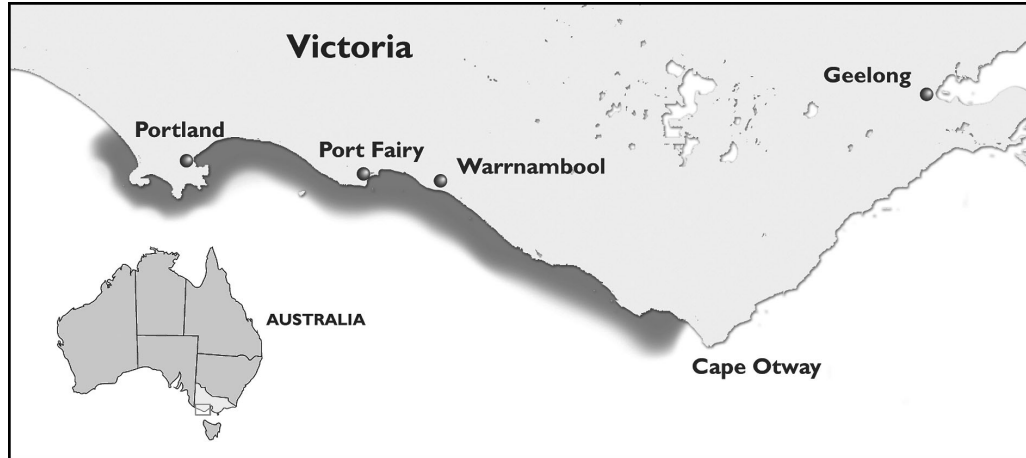 Victoria
Geelong
Portland
Port Fairy
Warrnambool
AUSTRALIA
Cape Otway